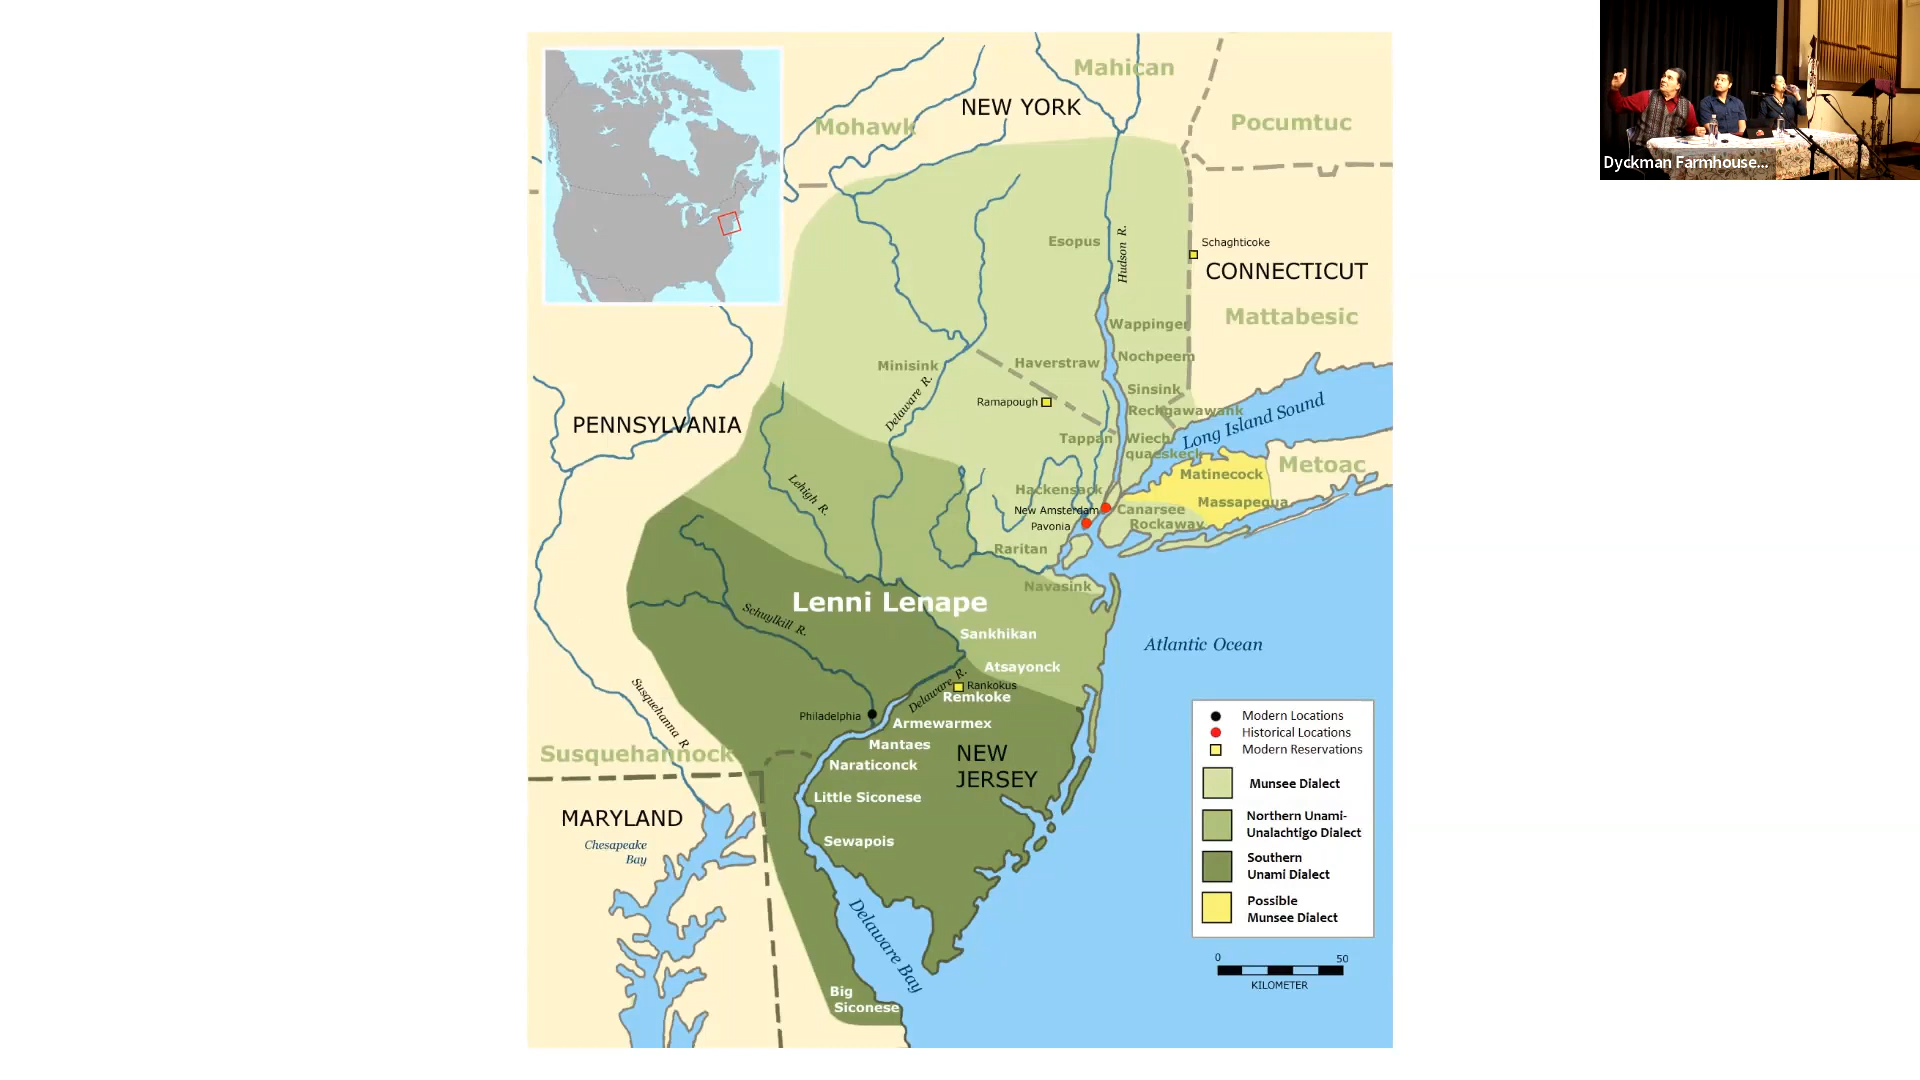 Mahican
NEW YORK
Mohawk
Pocumtuc
Dyckman Farmhouse...
Esopus
Hudson R.
Schaghticoke
CONNECTICUT
Mattabesic
Wappinger
Nochpeem
Minisink
Haverstraw
Delaware R.
Sinsink
Ramapough
Rechgawawank
Long Island Sound
PENNSYLVANIA
Tappan
Wiech-
quaeskeck
Metoac
Matinecock
Lehigh R.
Hackensack
Massapequa
New Amsterdam
Canarsee
Pavonia
Rockaway
Raritan
Navasink
Lenni Lenape
Schuylkill R.
Sankhikan
Atlantic Ocean
Atsayonck
Delaware R.
Rankokus
Remkoke
Susquehanna R.
Philadelphia
Armewarmex
Mantaes
Susquehannock
NEW
JERSEY
Naraticonck
Little Siconese
MARYLAND
Chesapeake
Bay
Sewapois
Delaware Bay
Big
Siconese
Modern Locations
Historical Locations
Modern Reservations
Munsee Dialect
Northern Unami-
Unalachtigo Dialect
Southern
Unami Dialect
Possible
Munsee Dialect
0 50
KILOMETER